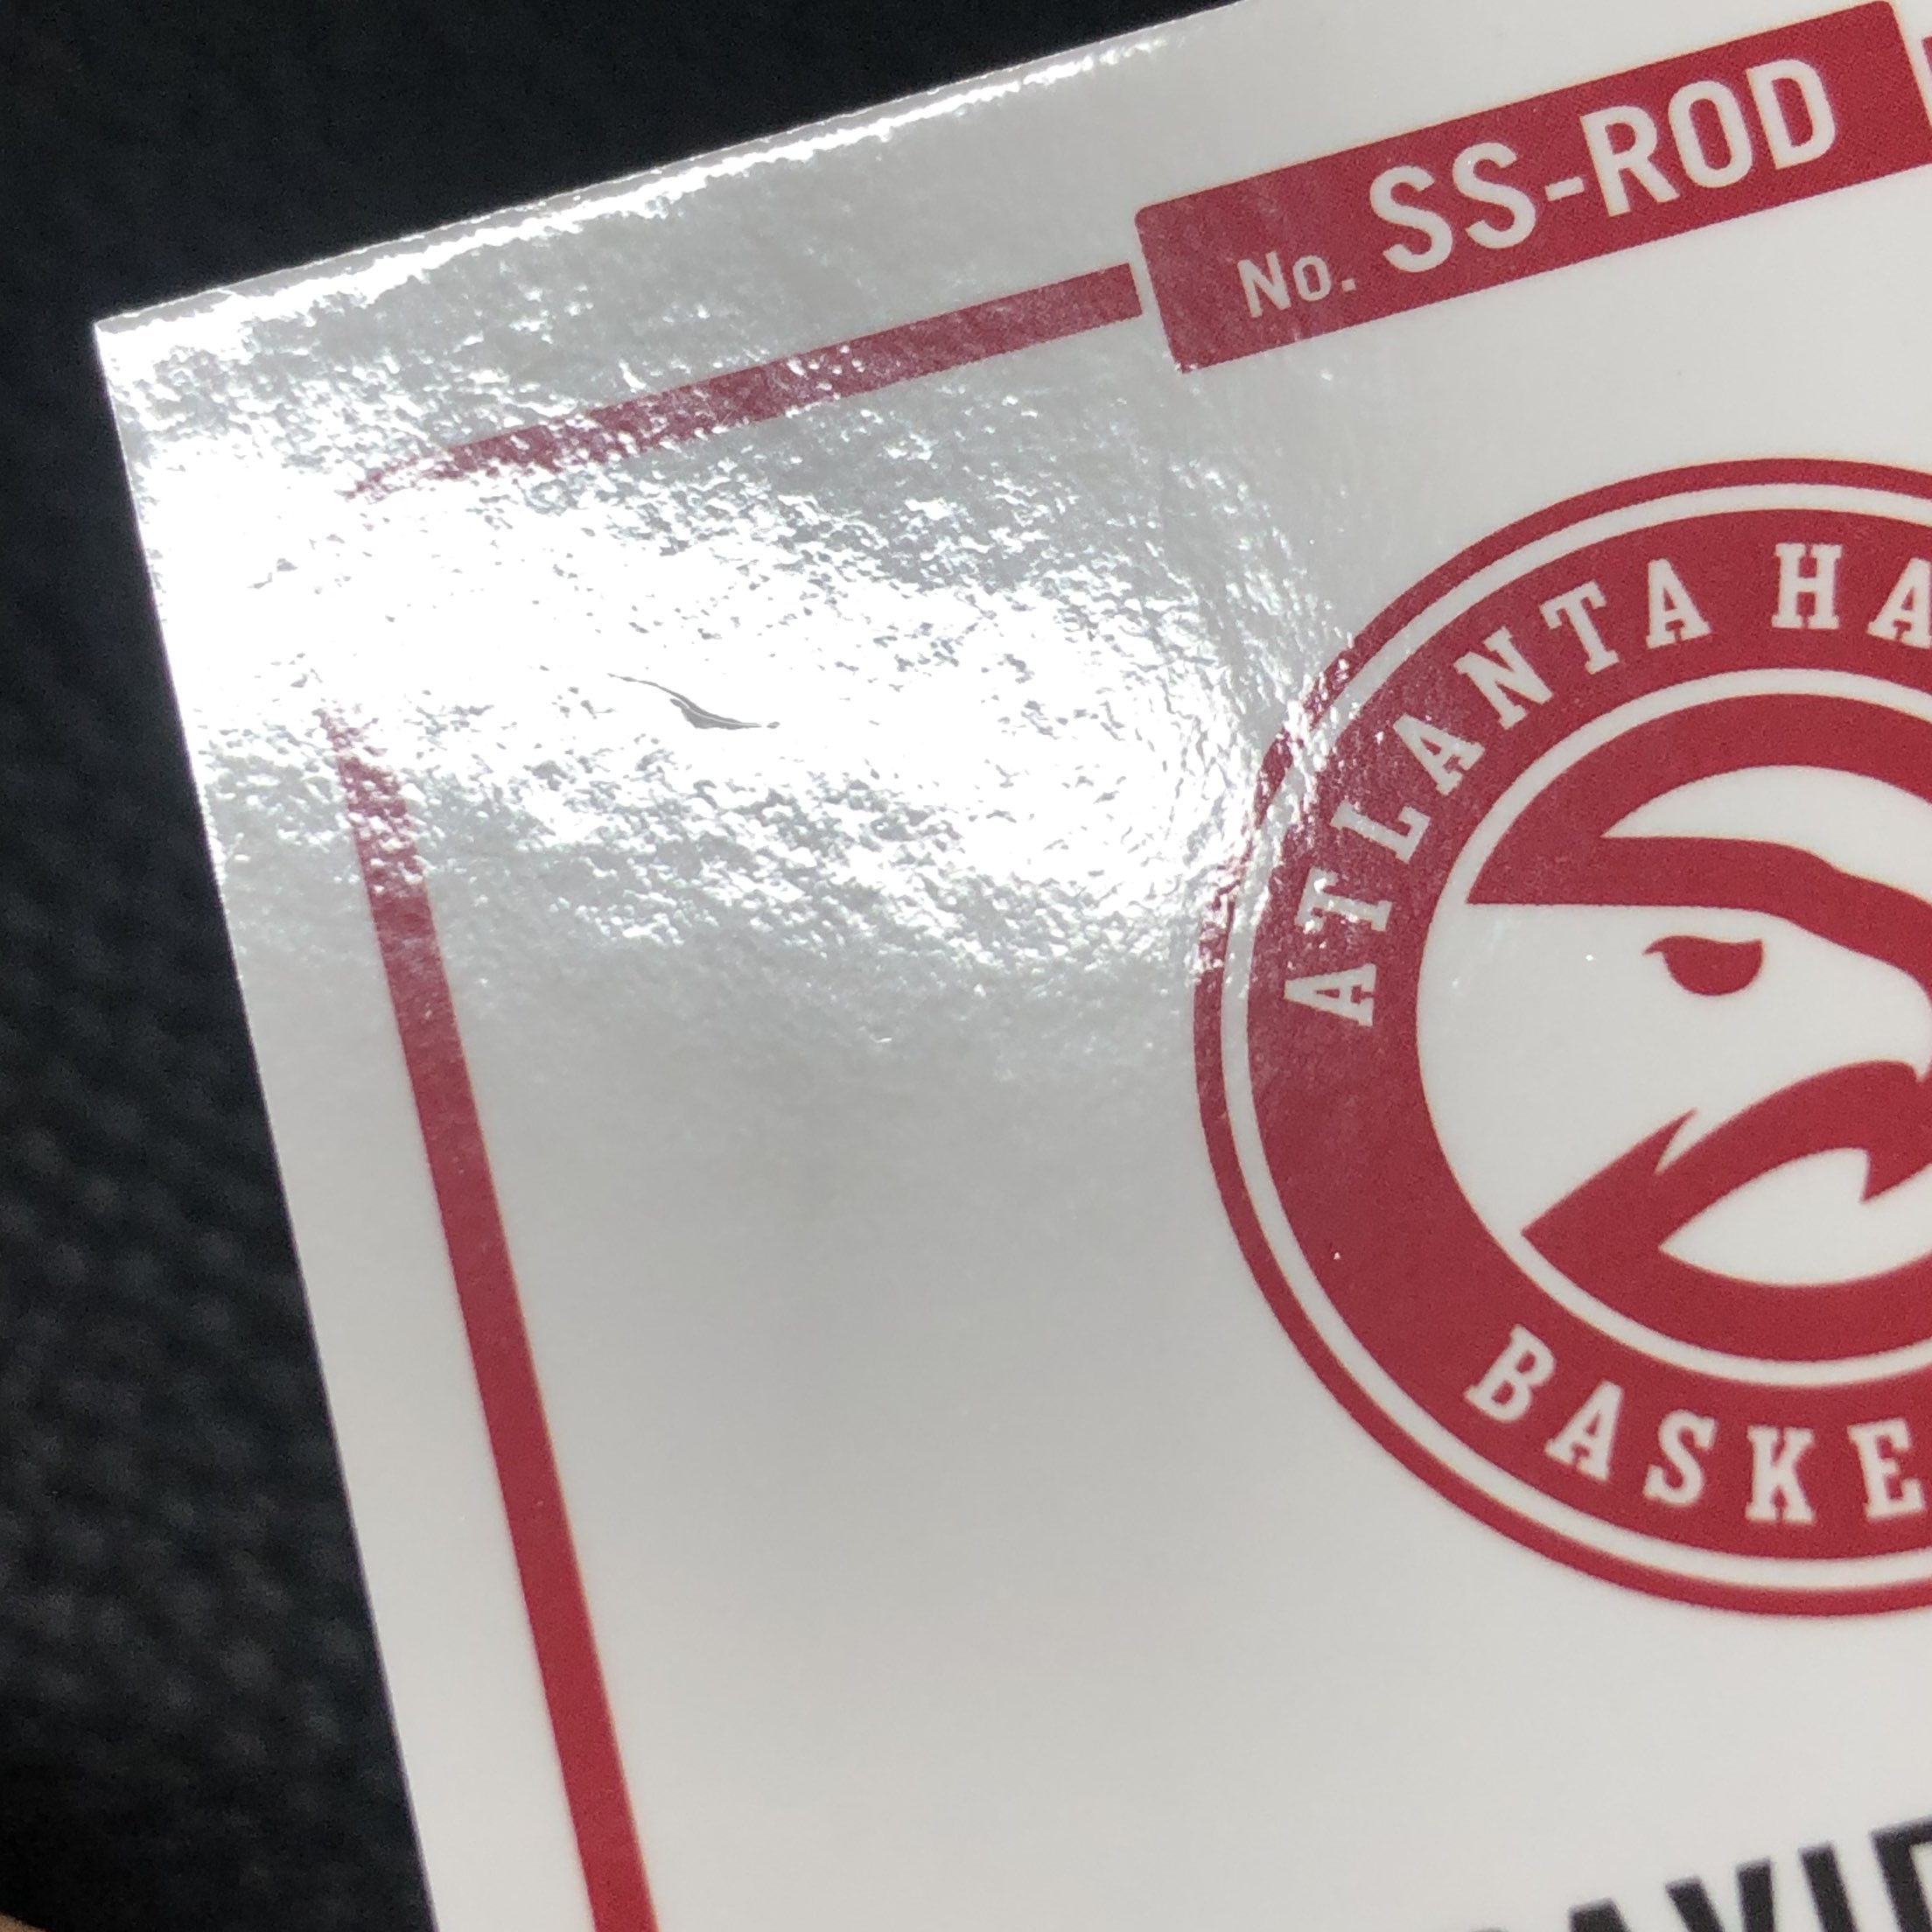 No. SS-ROD
ATLANTA HA
BASKE